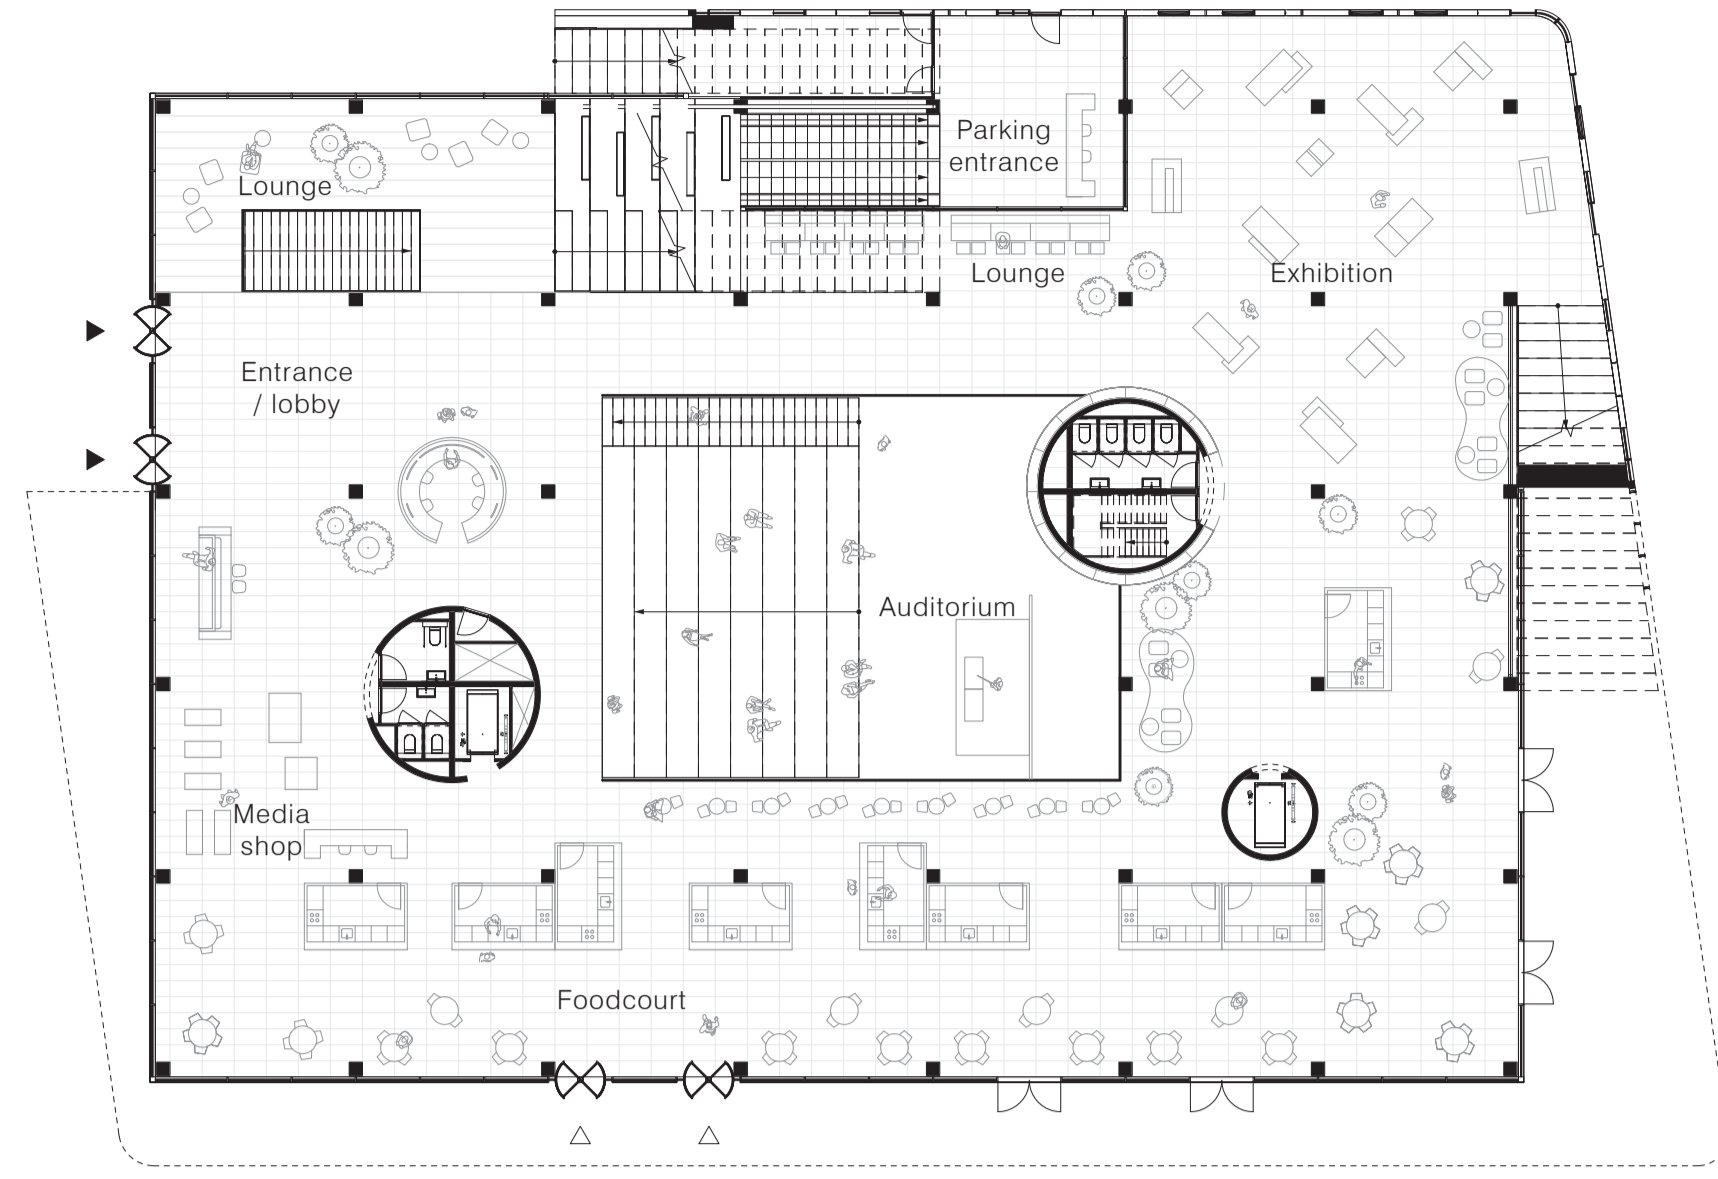 Parking
entrance
Lounge
Lounge
Exhibition
Entrance
/ lobby
Auditorium
Media
shop
Foodcourt